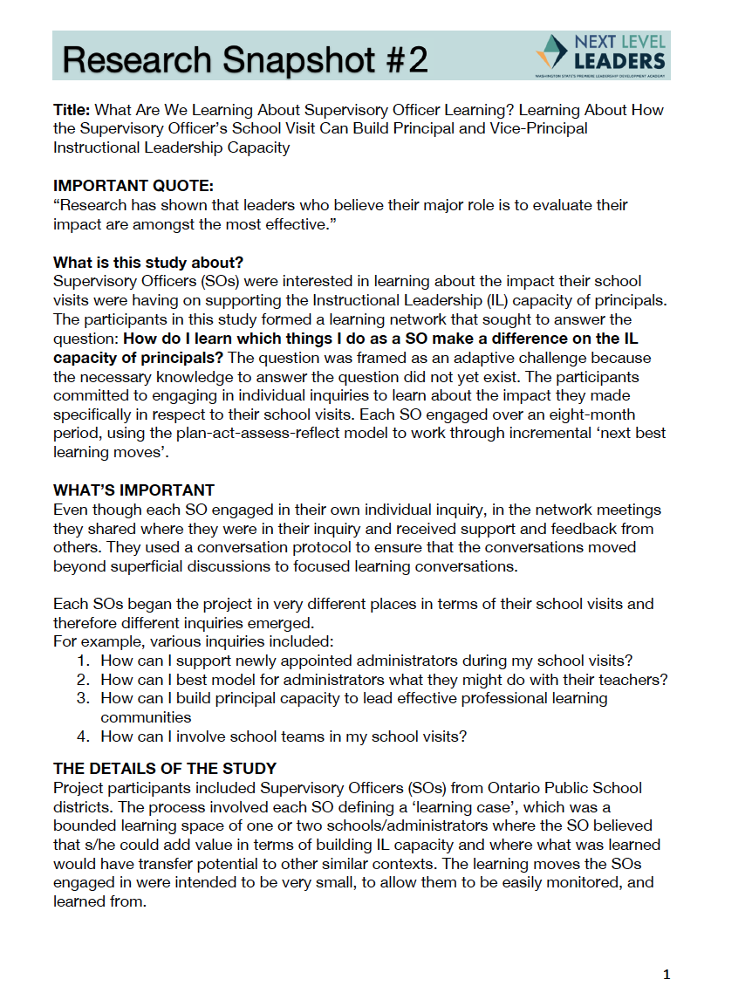 Research Snapshot #2
NEXT LEVEL
LEADERS
WASHINGTON STATE'S PREMIERE LEADERSHIP DEVELOPMENT ACADEMY
Title: What Are We Learning About Supervisory Officer Learning? Learning About How
the Supervisory Officer's School Visit Can Build Principal and Vice-Principal
Instructional Leadership Capacity
IMPORTANT QUOTE:
“Research has shown that leaders who believe their major role is to evaluate their
impact are amongst the most effective.”
What is this study about?
Supervisory Officers (SOs) were interested in learning about the impact their school
visits were having on supporting the Instructional Leadership (IL) capacity of principals.
The participants in this study formed a learning network that sought to answer the
question: How do I learn which things I do as a SO make a difference on the IL
capacity of principals? The question was framed as an adaptive challenge because
the necessary knowledge to answer the question did not yet exist. The participants
committed to engaging in individual inquiries to learn about the impact they made
specifically in respect to their school visits. Each SO engaged over an eight-month
period, using the plan-act-assess-reflect model to work through incremental ‘next best
learning moves’.
WHAT'S IMPORTANT
Even though each SO engaged in their own individual inquiry, in the network meetings
they shared where they were in their inquiry and received support and feedback from
others. They used a conversation protocol to ensure that the conversations moved
beyond superficial discussions to focused learning conversations.
Each SOs began the project in very different places in terms of their school visits and
therefore different inquiries emerged.
For example, various inquiries included:
1. How can I support newly appointed administrators during my school visits?
2. How can I best model for administrators what they might do with their teachers?
3. How can I build principal capacity to lead effective professional learning
communities
4. How can I involve school teams in my school visits?
THE DETAILS OF THE STUDY
Project participants included Supervisory Officers (SOs) from Ontario Public School
districts. The process involved each SO defining a ‘learning case’, which was a
bounded learning space of one or two schools/administrators where the SO believed
that s/he could add value in terms of building IL capacity and where what was learned
would have transfer potential to other similar contexts. The learning moves the SOs
engaged in were intended to be very small, to allow them to be easily monitored, and
learned from.
1